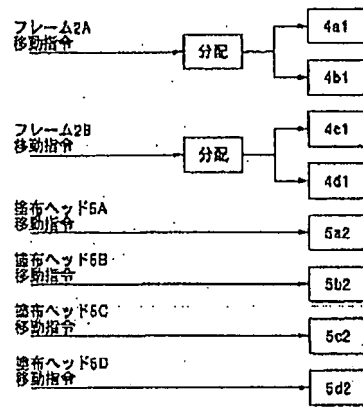 フレーム2A
移動指令
分配
4a1
4b1
フレーム2B
移動指令
分配
4c1
4d1
塗布ヘッド5A
移動指令
5a2
塗布ヘッド5B
移動指令
5b2
塗布ヘッド5C
移動指令
5c2
塗布ヘッド5D
移動指令
5d2